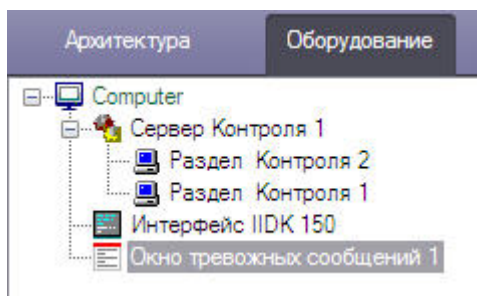 Архитектура Оборудование
Computer
Сервер Контроля 1
Раздел Контроля 2
Раздел Контроля 1
Интерфейс IIDK 150
Окно тревожных сообщений 1